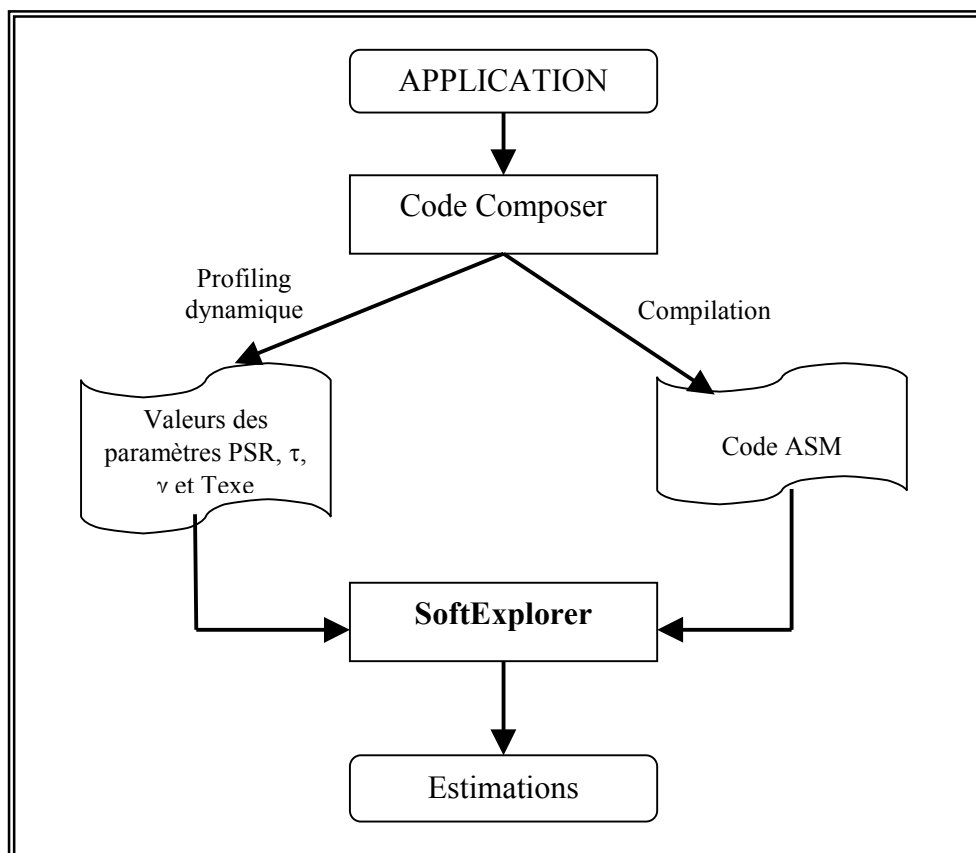 APPLICATION
Code Composer
Profiling
dynamique
Compilation
Valeurs des
paramètres PSR, τ,
γ et Texe
Code ASM
SoftExplorer
Estimations